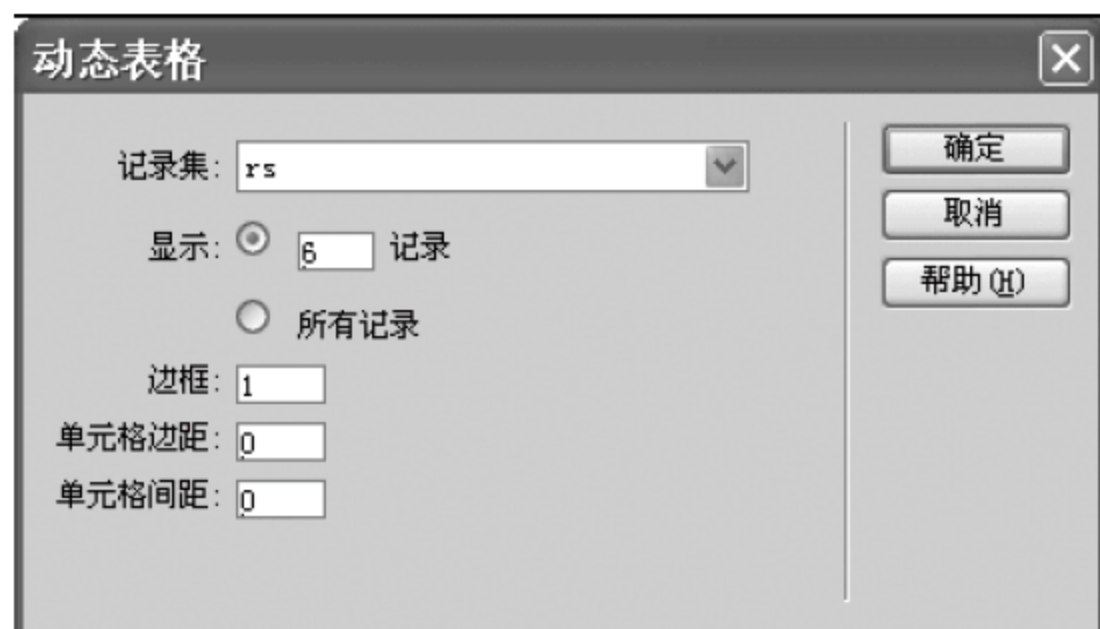 动态表格
记录集: rs
显示: 6 记录
所有记录
边框: 1
单元格边距: 0
单元格间距: 0
确定
取消
帮助(H)